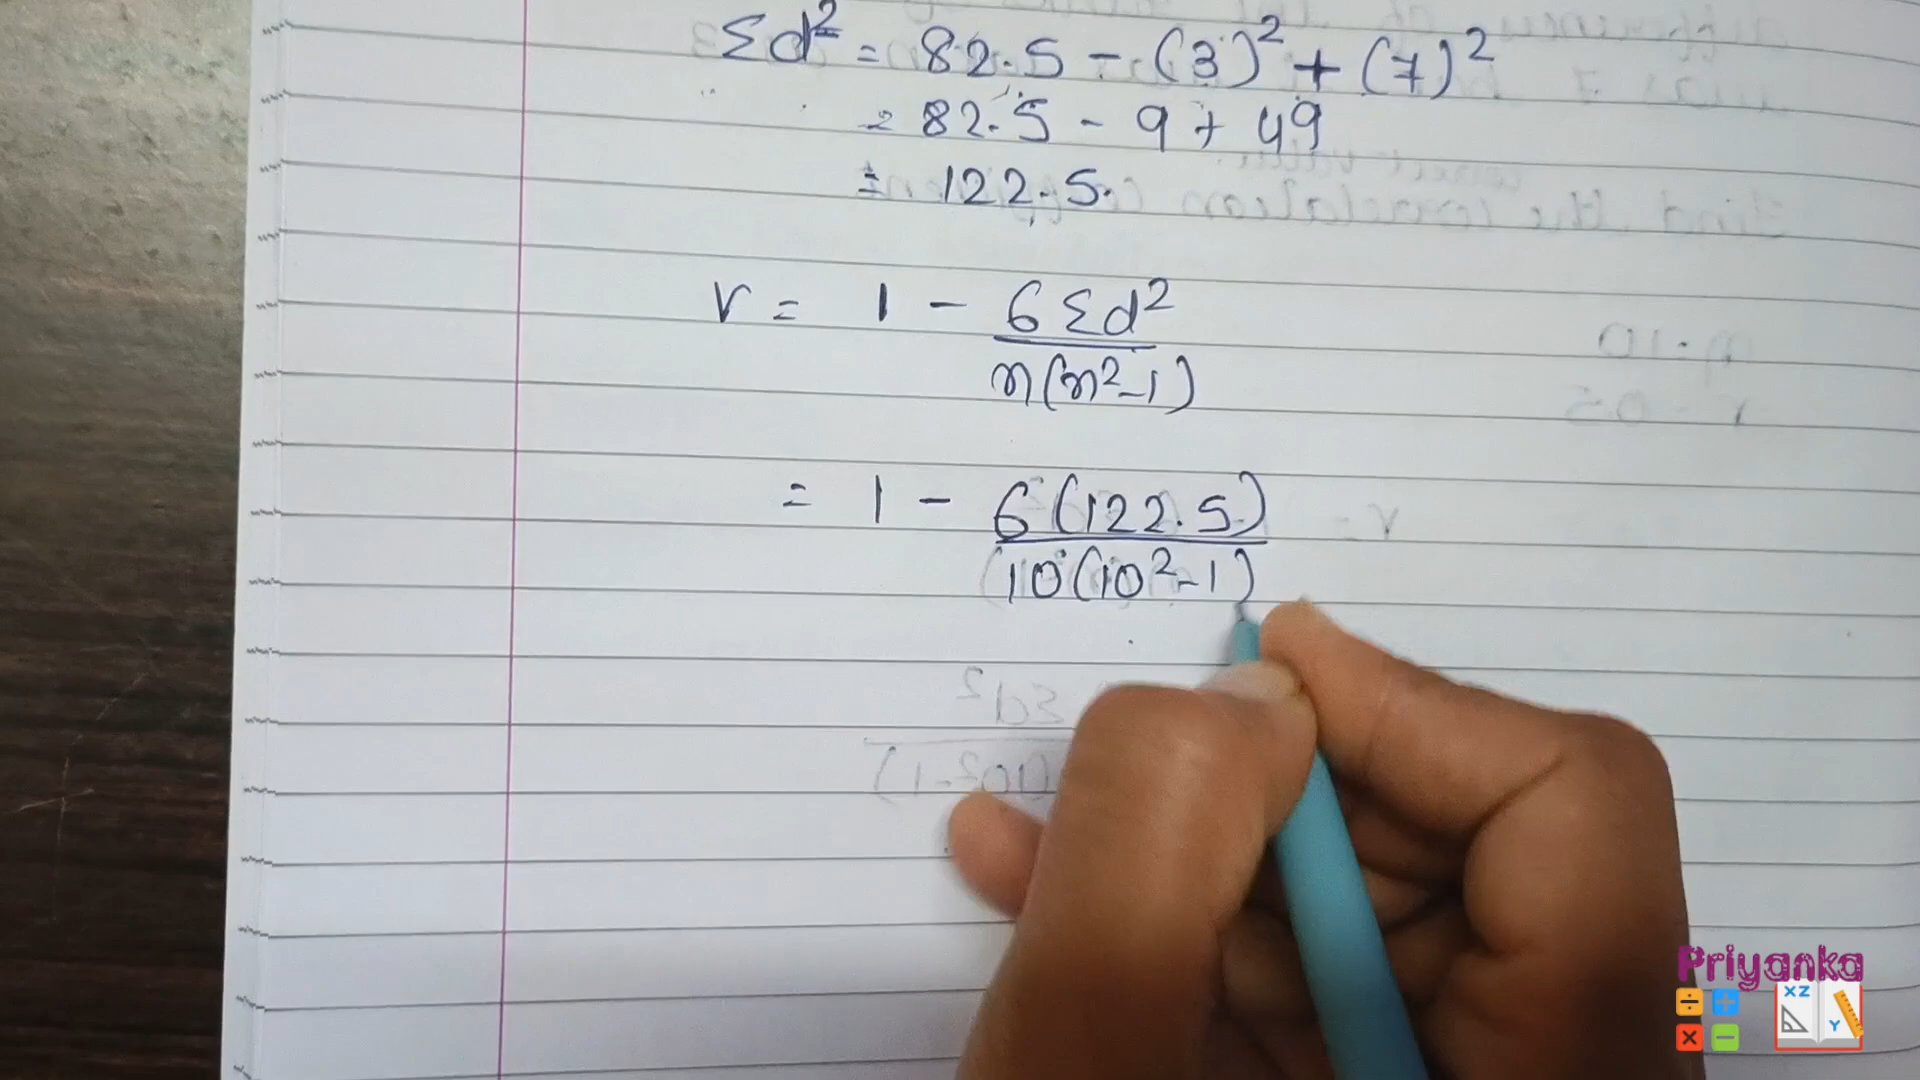 Σd² = 82.5 - (3)² + (7)²
= 82.5 - 9 + 49
= 122.5.
r = 1 - 6Σd²
n(n²-1)
= 1 - 6(122.5)
10(10²-1)
Priyanka
XZ
Y